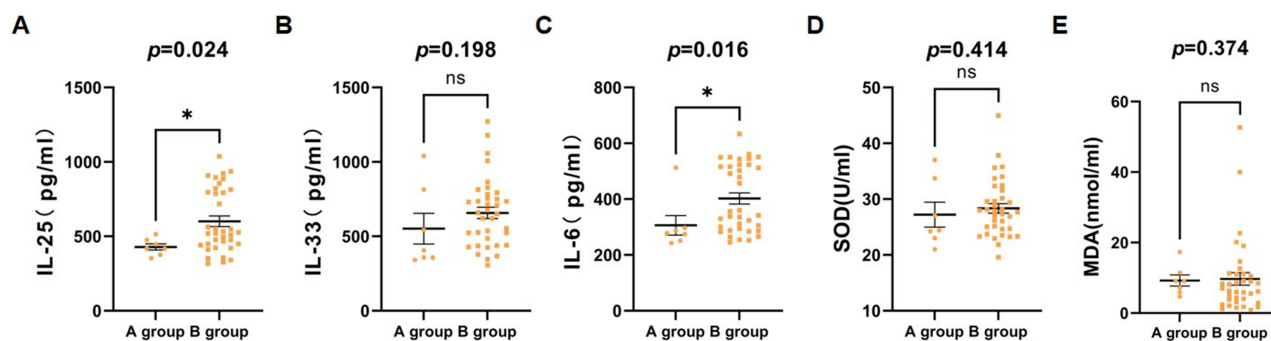 A
p=0.024
*
IL-25( pg/ml)
1500
1000
500
0
A group B group
B
p=0.198
ns
IL-33( pg/ml)
1500
1000
500
0
A group B group
C
p=0.016
*
IL-6( pg/ml)
800
600
400
200
0
A group B group
D
p=0.414
ns
SOD(U/ml)
50
40
30
20
10
A group B group
E
p=0.374
ns
MDA(nmol/ml)
60
40
20
0
A group B group